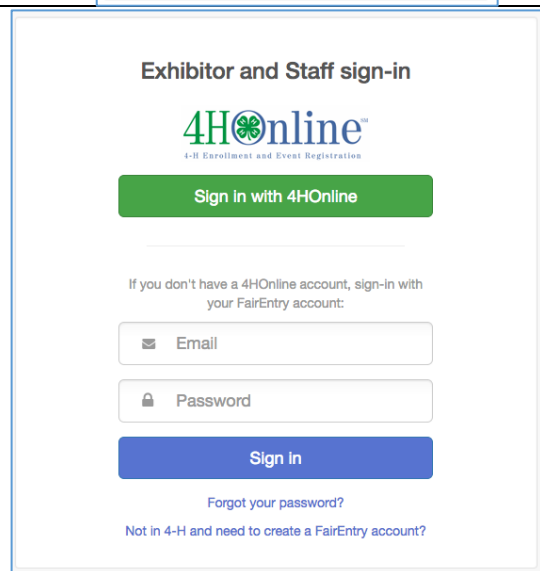 Exhibitor and Staff sign-in
4HOnline℠
4-H Enrollment and Event Registration
Sign in with 4HOnline
If you don't have a 4HOnline account, sign-in with
your FairEntry account:
Email
Password
Sign in
Forgot your password?
Not in 4-H and need to create a FairEntry account?